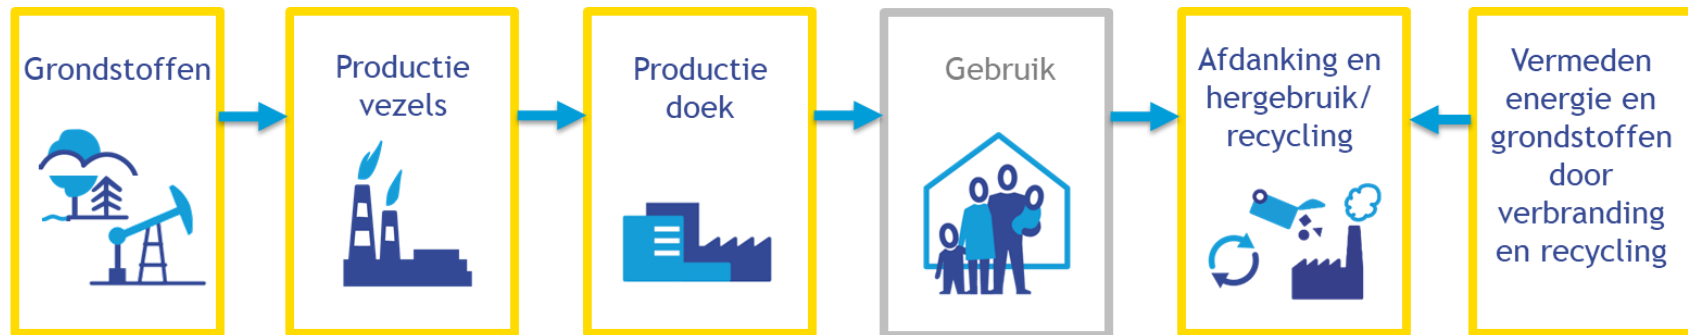 Grondstoffen
Productie
vezels
Productie
doek
Gebruik
Afdanking en
hergebruik/
recycling
Vermeden
energie en
grondstoffen
door
verbranding
en recycling